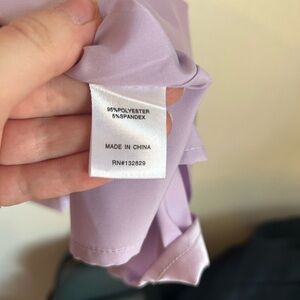 95%POLYESTER
5%SPANDEX
MADE IN CHINA
RN#132829